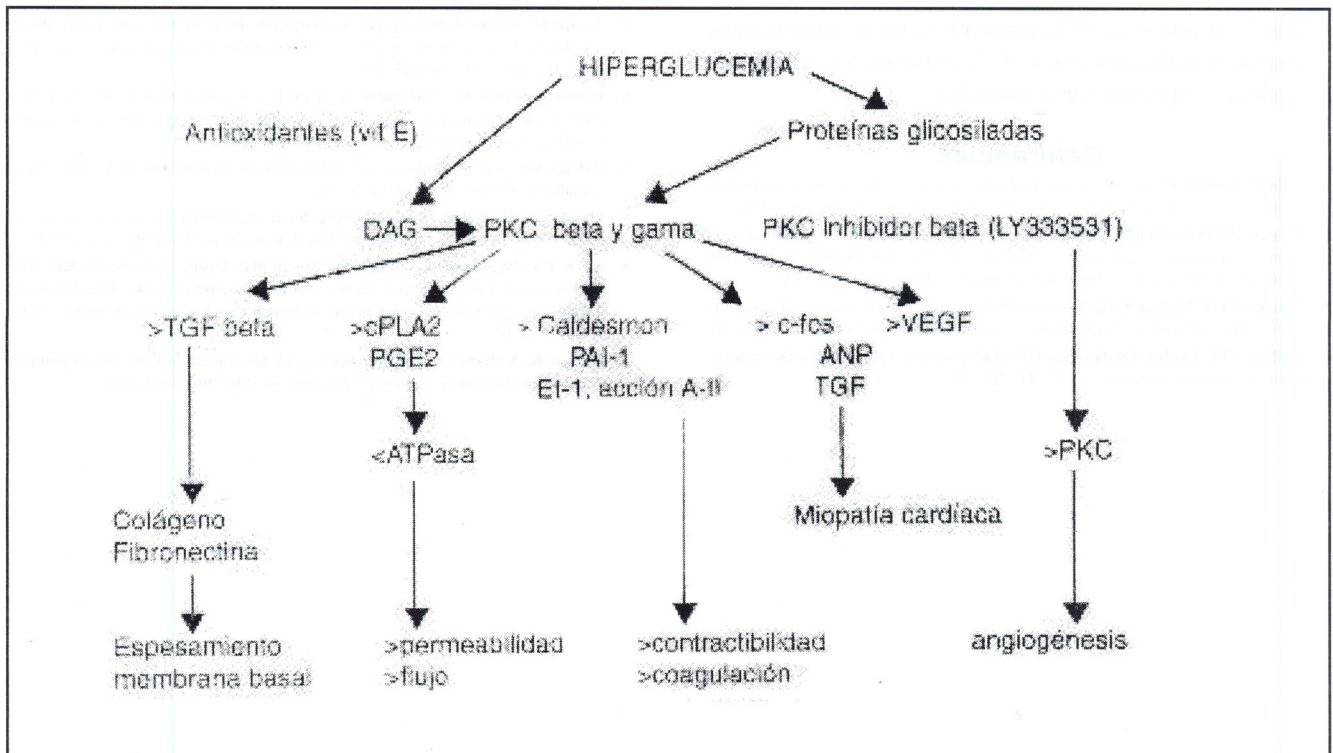 HIPERGLUCEMIA
Antioxidantes (vit E)
Proteínas glicosiladas
DAG
PKC beta y gama
PKC inhibidor beta (LY333531)
>TGF beta
>cPLA2
PGE2
> Caldesmon
PAI-1
Et-1, acción A-II
> c-fos
ANP
TGF
>VEGF
<ATPasa
>PKC
Colágeno
Fibronectina
Miopatía cardíaca
Espesamiento
membrana basal
>permeabilidad
>flujo
>contractibilidad
>coagulación
angiogénesis